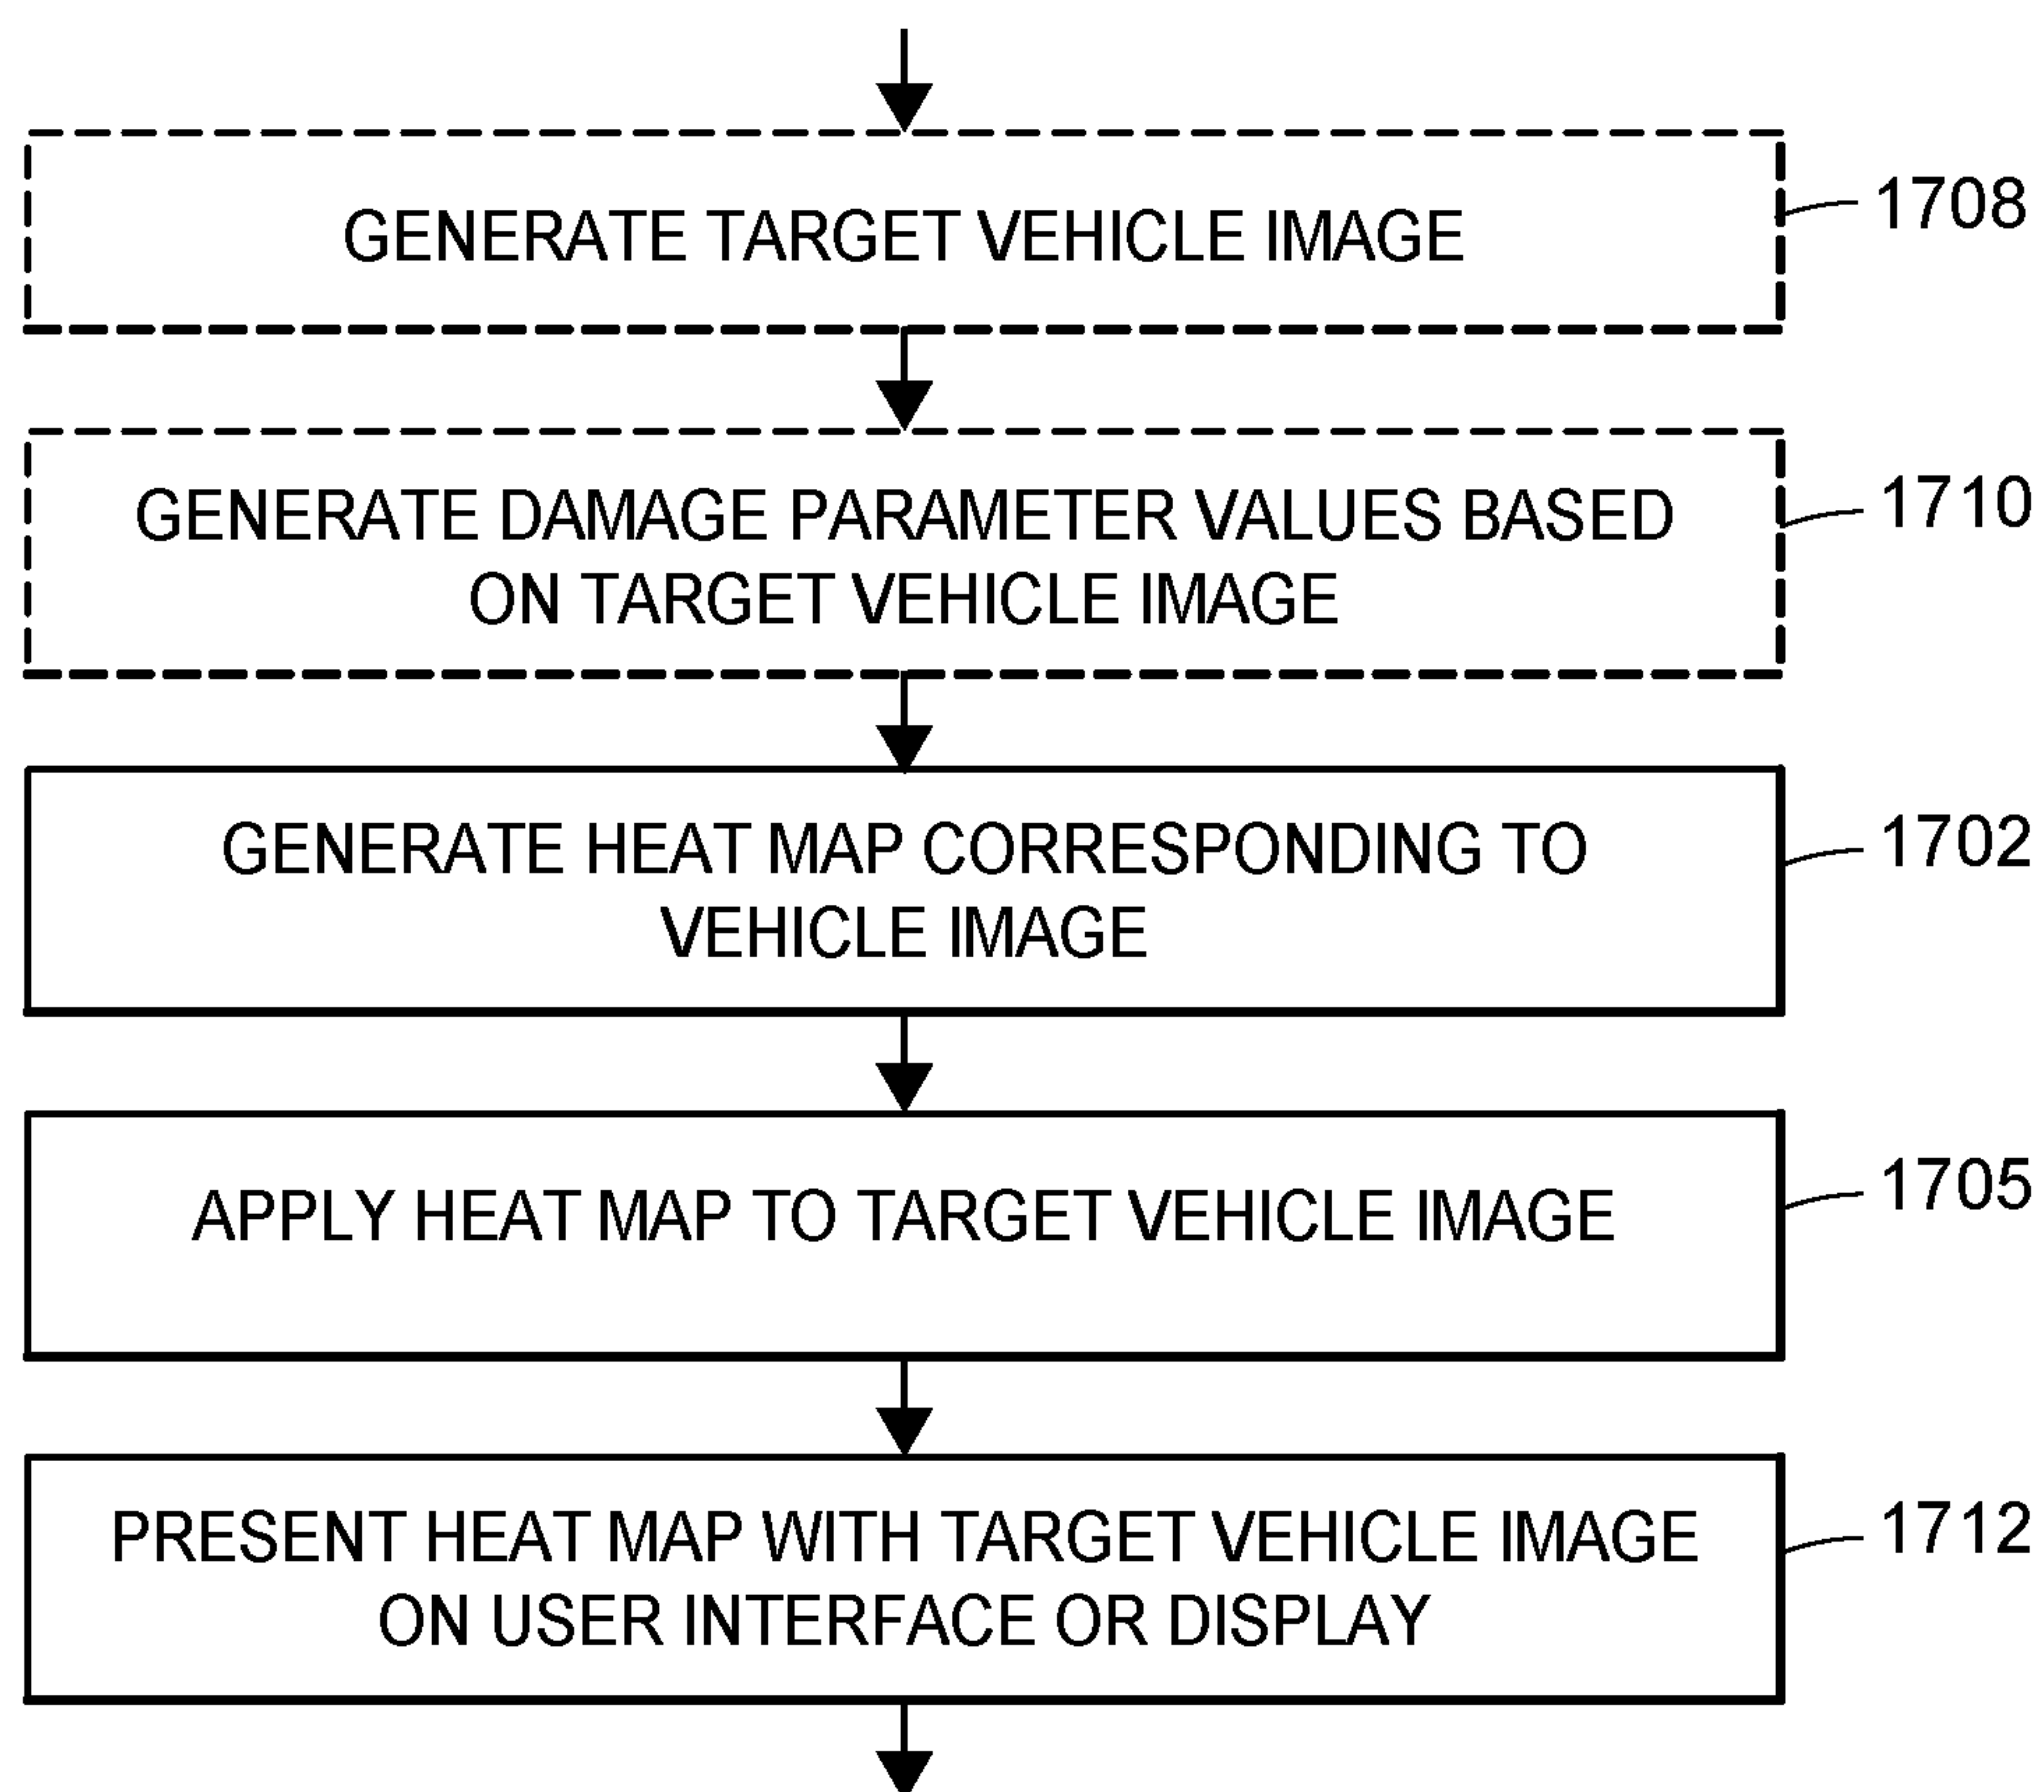 GENERATE TARGET VEHICLE IMAGE
1708
GENERATE DAMAGE PARAMETER VALUES BASED
ON TARGET VEHICLE IMAGE
1710
GENERATE HEAT MAP CORRESPONDING TO
VEHICLE IMAGE
1702
APPLY HEAT MAP TO TARGET VEHICLE IMAGE
1705
PRESENT HEAT MAP WITH TARGET VEHICLE IMAGE
ON USER INTERFACE OR DISPLAY
1712